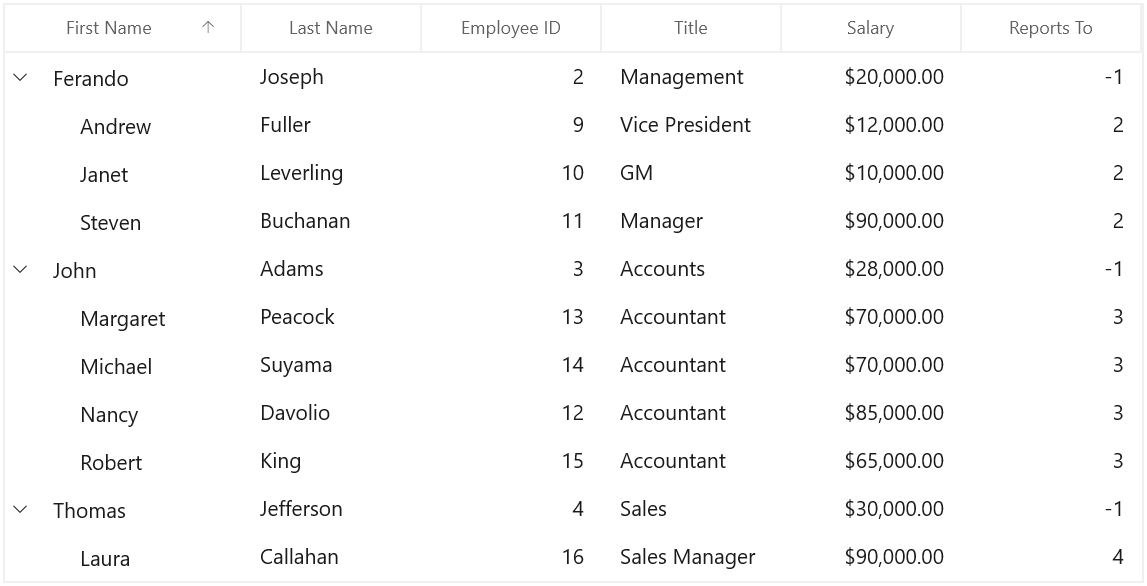 First Name Last Name Employee ID Title Salary Reports To
Ferando Joseph 2 Management $20,000.00 -1
Andrew Fuller 9 Vice President $12,000.00 2
Janet Leverling 10 GM $10,000.00 2
Steven Buchanan 11 Manager $90,000.00 2
John Adams 3 Accounts $28,000.00 -1
Margaret Peacock 13 Accountant $70,000.00 3
Michael Suyama 14 Accountant $70,000.00 3
Nancy Davolio 12 Accountant $85,000.00 3
Robert King 15 Accountant $65,000.00 3
Thomas Jefferson 4 Sales $30,000.00 -1
Laura Callahan 16 Sales Manager $90,000.00 4